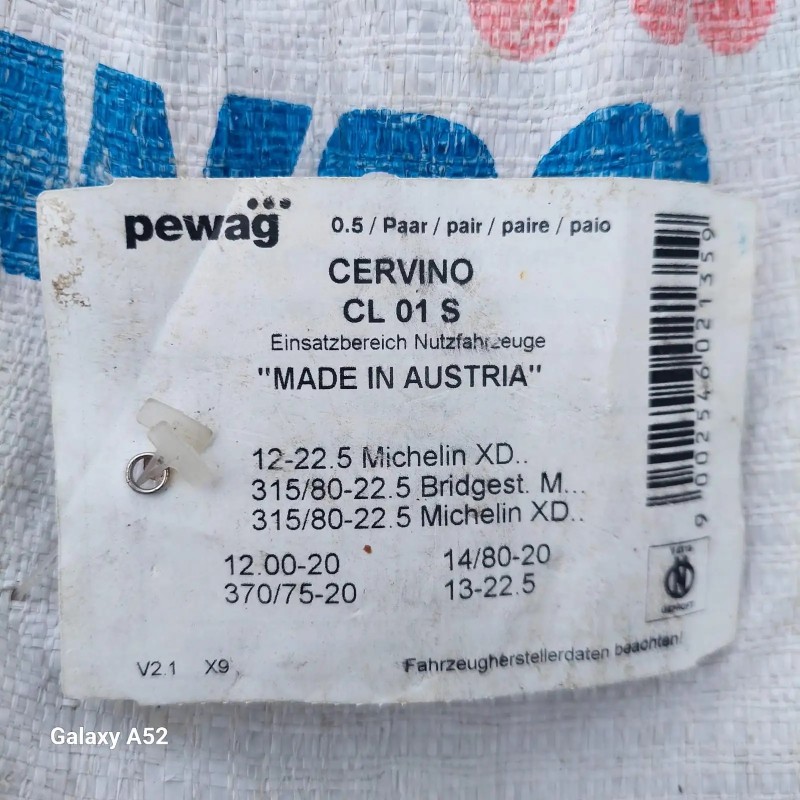 pewag
0.5 / Paar / pair / paire / paio
CERVINO
CL 01 S
Einsatzbereich Nutzfahrzeuge
"MADE IN AUSTRIA"
12-22.5 Michelin XD..
315/80-22.5 Bridgest. M...
315/80-22.5 Michelin XD..
12.00-20 14/80-20
370/75-20 13-22.5
V2.1 X9
Fahrzeugherstellerdaten beachten!
9002546021359
N
Galaxy A52